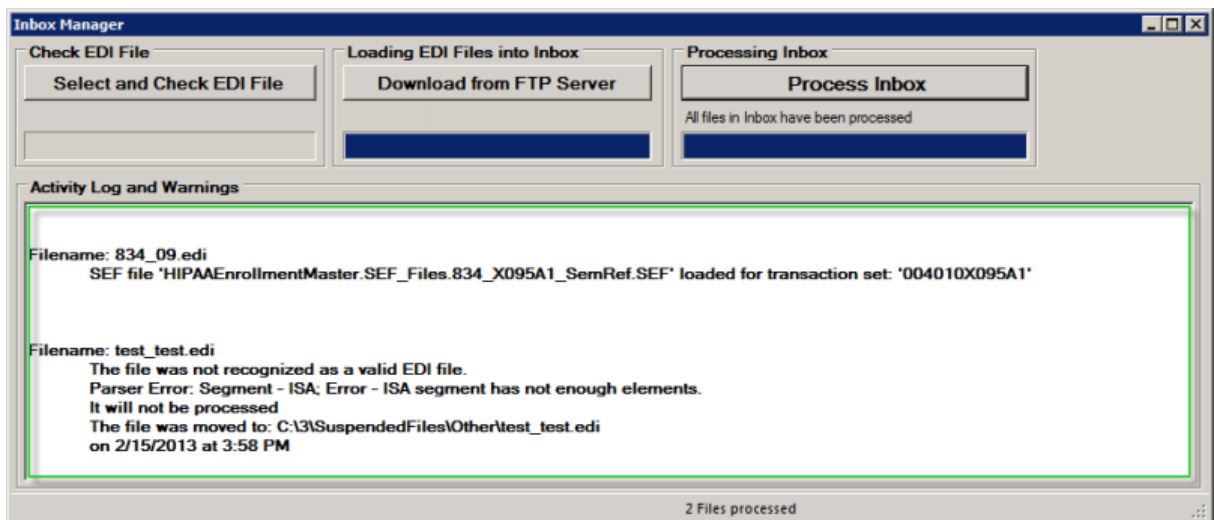 Inbox Manager
Check EDI File
Loading EDI Files into Inbox
Processing Inbox
Select and Check EDI File
Download from FTP Server
Process Inbox
All files in Inbox have been processed
Activity Log and Warnings
Filename: 834_09.edi
SEF file 'HIPAAEnrollmentMaster.SEF_Files.834_X095A1_SemRef.SEF' loaded for transaction set: '004010X095A1'
Filename: test_test.edi
The file was not recognized as a valid EDI file.
Parser Error: Segment - ISA; Error - ISA segment has not enough elements.
It will not be processed
The file was moved to: C:\3\SuspendedFiles\Other\test_test.edi
on 2/15/2013 at 3:58 PM
2 Files processed